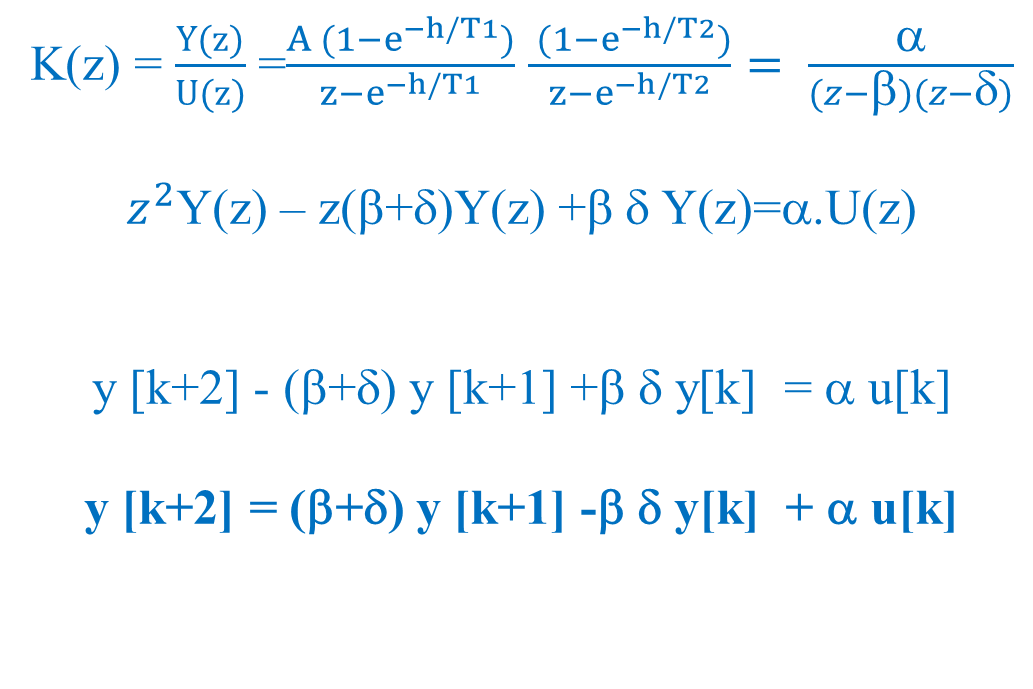 K(z) = Y(z)/U(z) = A (1−e^−h/T1)/z−e^−h/T1 (1−e^−h/T2)/z−e^−h/T2 = α/(z−β)(z−δ)
z²Y(z) – z(β+δ)Y(z) +β δ Y(z)=α.U(z)
y [k+2] - (β+δ) y [k+1] +β δ y[k] = α u[k]
y [k+2] = (β+δ) y [k+1] -β δ y[k] + α u[k]